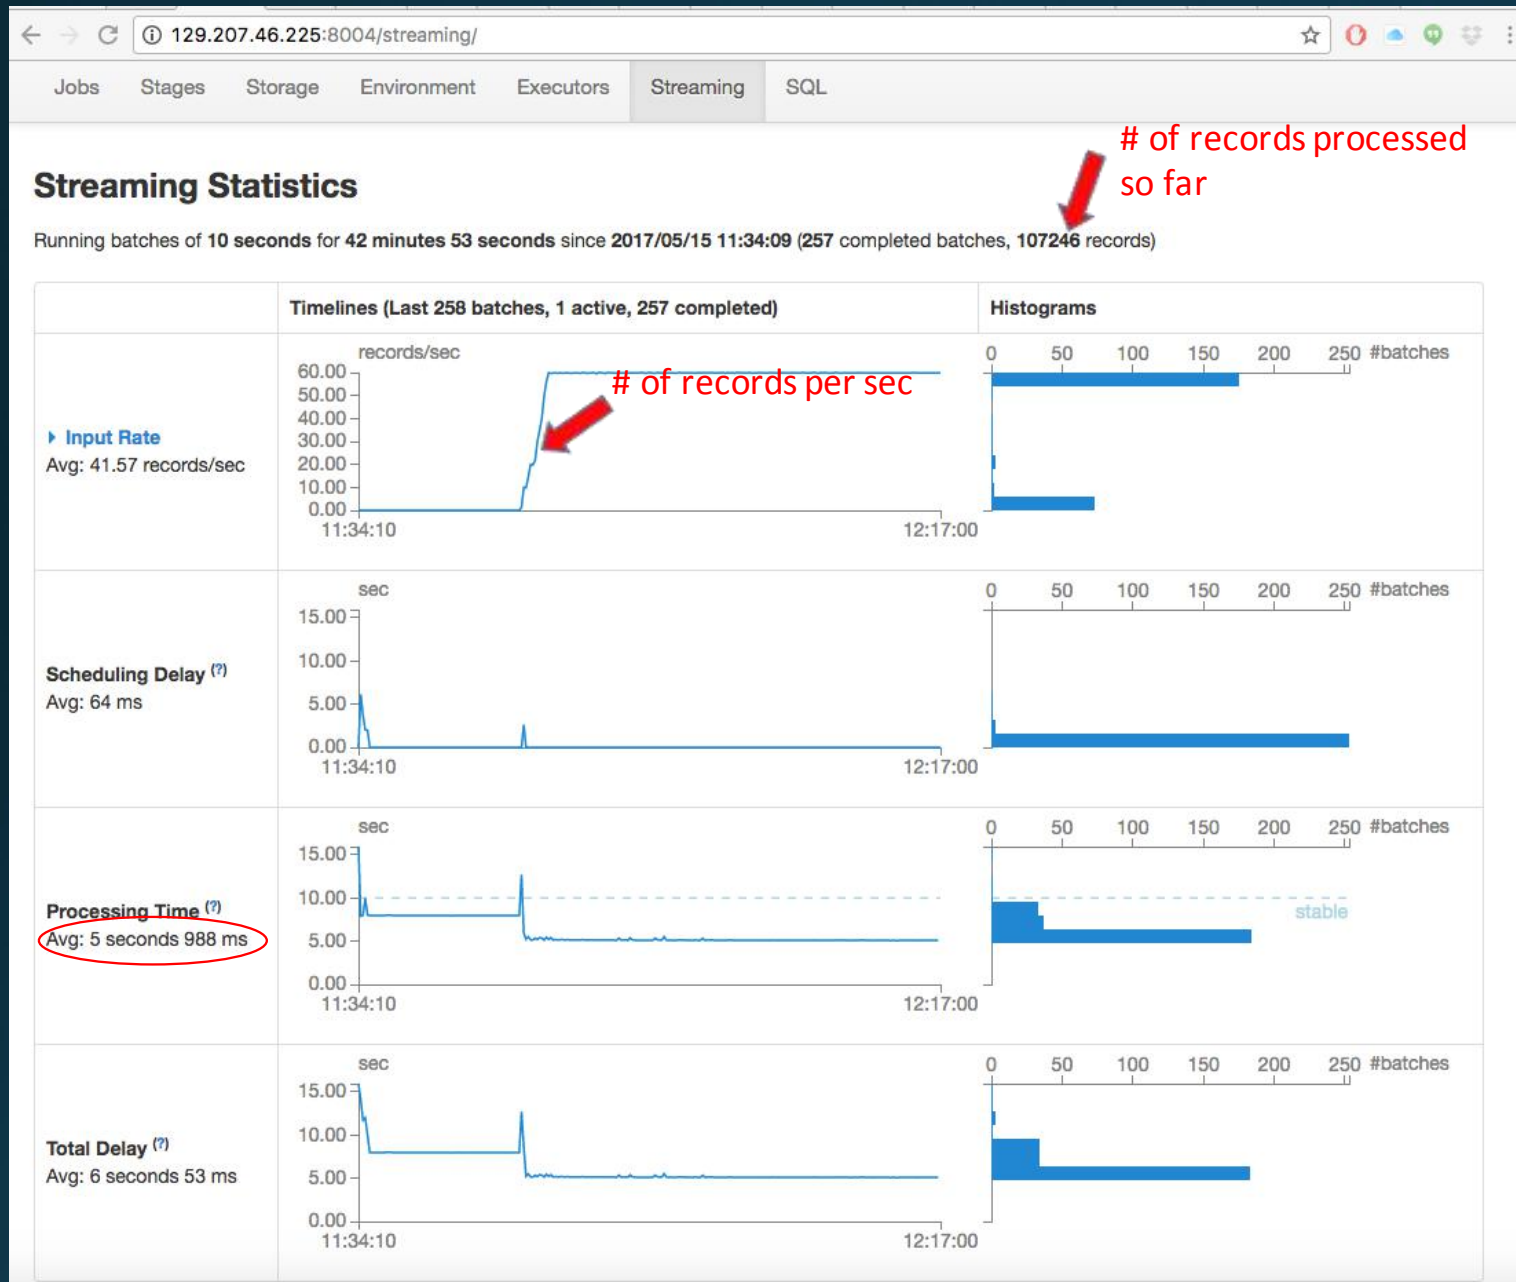 129.207.46.225:8004/streaming/
Jobs Stages Storage Environment Executors Streaming SQL
# of records processed
so far
Streaming Statistics
Running batches of 10 seconds for 42 minutes 53 seconds since 2017/05/15 11:34:09 (257 completed batches, 107246 records)
Timelines (Last 258 batches, 1 active, 257 completed) Histograms
Input Rate
Avg: 41.57 records/sec
records/sec
60.00
50.00
40.00
30.00
20.00
10.00
0.00
11:34:10 12:17:00
# of records per sec
0 50 100 150 200 250 #batches
Scheduling Delay (?)
Avg: 64 ms
sec
15.00
10.00
5.00
0.00
11:34:10 12:17:00
0 50 100 150 200 250 #batches
Processing Time (?)
Avg: 5 seconds 988 ms
sec
15.00
10.00
5.00
0.00
11:34:10 12:17:00
0 50 100 150 200 250 #batches
stable
Total Delay (?)
Avg: 6 seconds 53 ms
sec
15.00
10.00
5.00
0.00
11:34:10 12:17:00
0 50 100 150 200 250 #batches